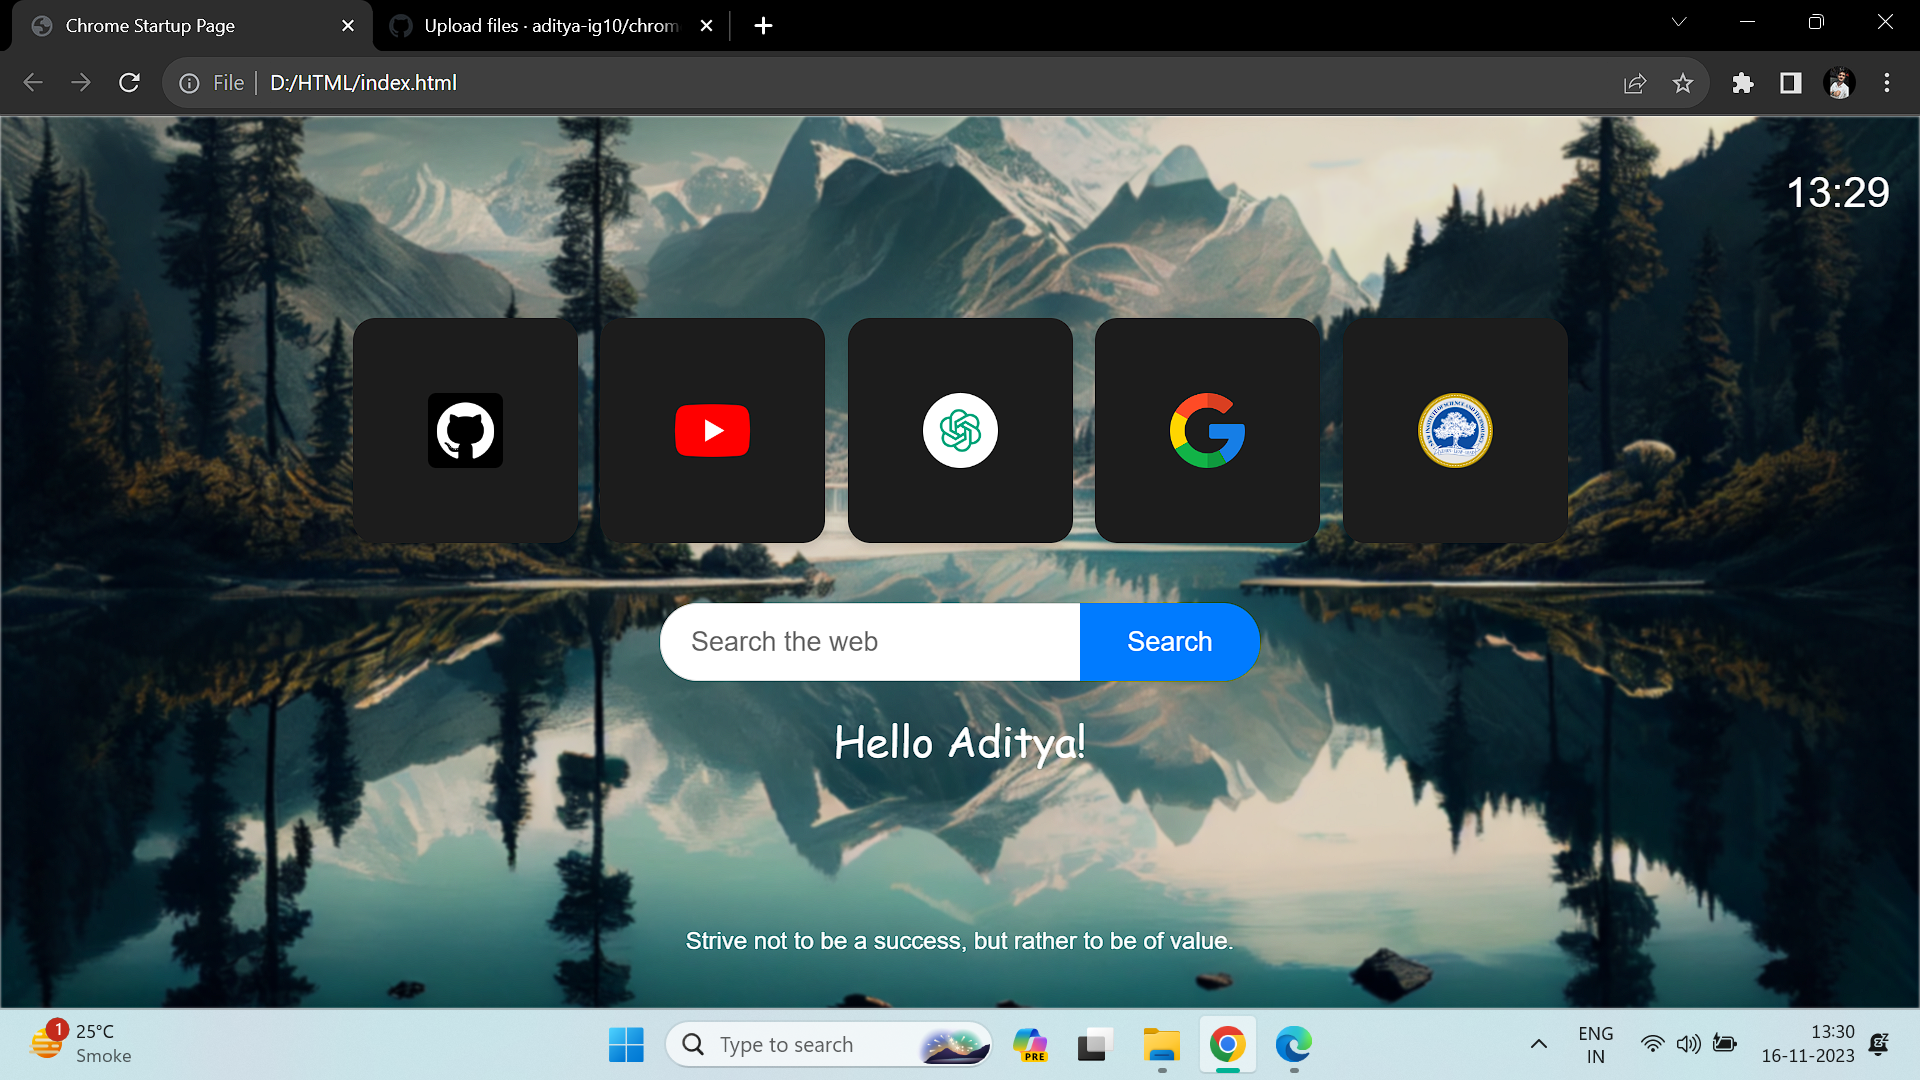 Chrome Startup Page
Upload files · aditya-ig10/chrom
File
D:/HTML/index.html
13:29
Search the web
Search
Hello Aditya!
Strive not to be a success, but rather to be of value.
1
25°C
Smoke
Type to search
PRE
ENG
IN
13:30
16-11-2023